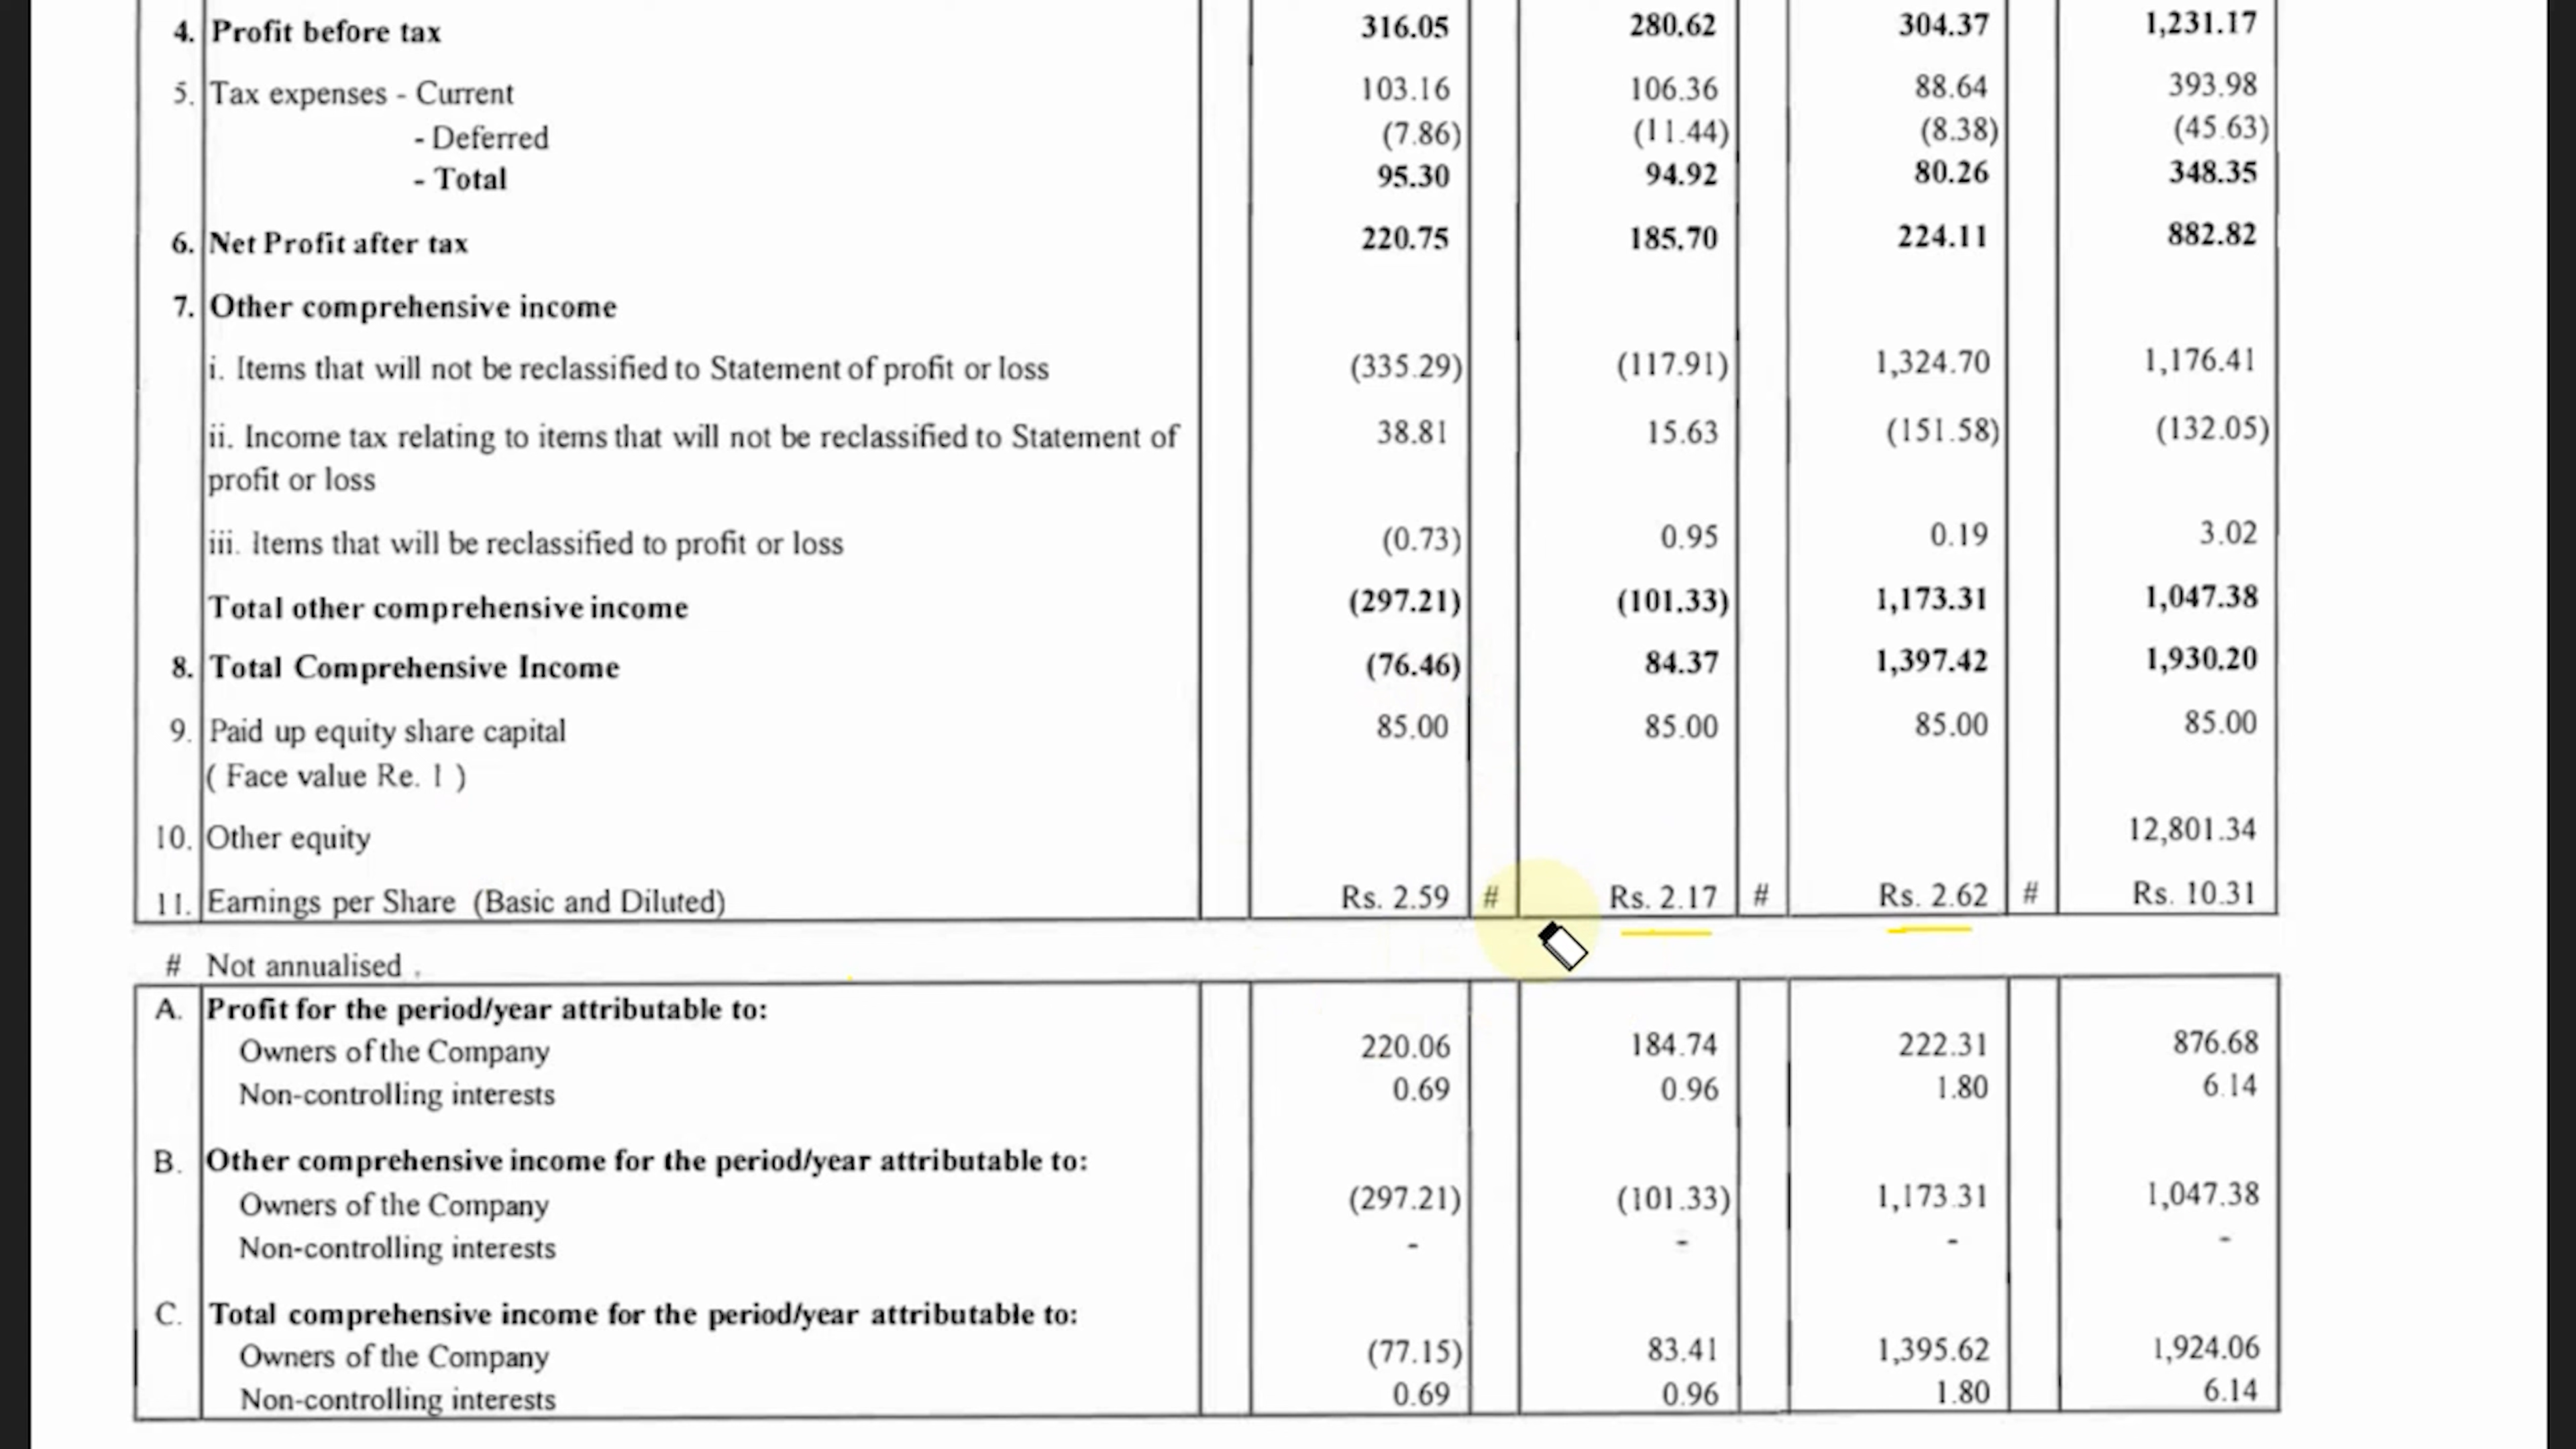 4. Profit before tax 316.05 280.62 304.37 1,231.17
5. Tax expenses - Current 103.16 106.36 88.64 393.98
- Deferred (7.86) (11.44) (8.38) (45.63)
- Total 95.30 94.92 80.26 348.35
6. Net Profit after tax 220.75 185.70 224.11 882.82
7. Other comprehensive income
i. Items that will not be reclassified to Statement of profit or loss (335.29) (117.91) 1,324.70 1,176.41
ii. Income tax relating to items that will not be reclassified to Statement of 38.81 15.63 (151.58) (132.05)
profit or loss
iii. Items that will be reclassified to profit or loss (0.73) 0.95 0.19 3.02
Total other comprehensive income (297.21) (101.33) 1,173.31 1,047.38
8. Total Comprehensive Income (76.46) 84.37 1,397.42 1,930.20
9. Paid up equity share capital 85.00 85.00 85.00 85.00
( Face value Re. 1 )
10. Other equity 12,801.34
11. Earnings per Share (Basic and Diluted) Rs. 2.59 # Rs. 2.17 # Rs. 2.62 # Rs. 10.31
# Not annualised .
A. Profit for the period/year attributable to:
Owners of the Company 220.06 184.74 222.31 876.68
Non-controlling interests 0.69 0.96 1.80 6.14
B. Other comprehensive income for the period/year attributable to:
Owners of the Company (297.21) (101.33) 1,173.31 1,047.38
Non-controlling interests - - - -
C. Total comprehensive income for the period/year attributable to:
Owners of the Company (77.15) 83.41 1,395.62 1,924.06
Non-controlling interests 0.69 0.96 1.80 6.14